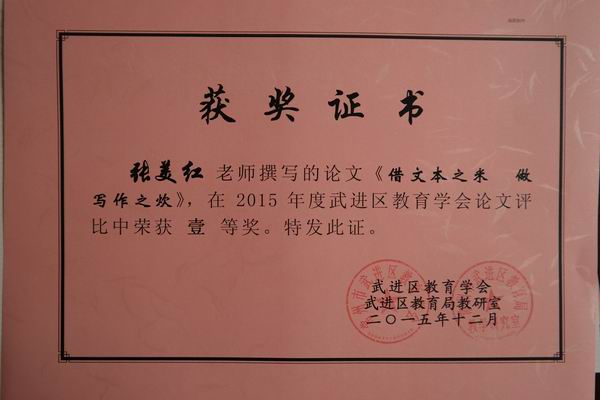 获奖证书
张美红 老师撰写的论文《借文本之米 做
写作之炊》，在 2015 年度武进区教育学会论文评
比中荣获 壹 等奖。特发此证。
武进区教育学会
武进区教育局教研室
二〇一五年十二月